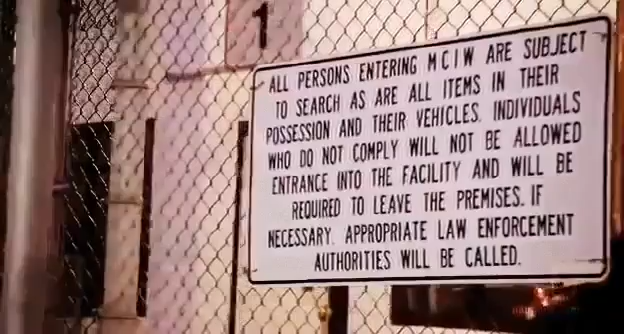 1
ALL PERSONS ENTERING M C I W ARE SUBJECT
TO SEARCH AS ARE ALL ITEMS IN THEIR
POSSESSION AND THEIR VEHICLES. INDIVIDUALS
WHO DO NOT COMPLY WILL NOT BE ALLOWED
ENTRANCE INTO THE FACILITY AND WILL BE
REQUIRED TO LEAVE THE PREMISES. IF
NECESSARY. APPROPRIATE LAW ENFORCEMENT
AUTHORITIES WILL BE CALLED.